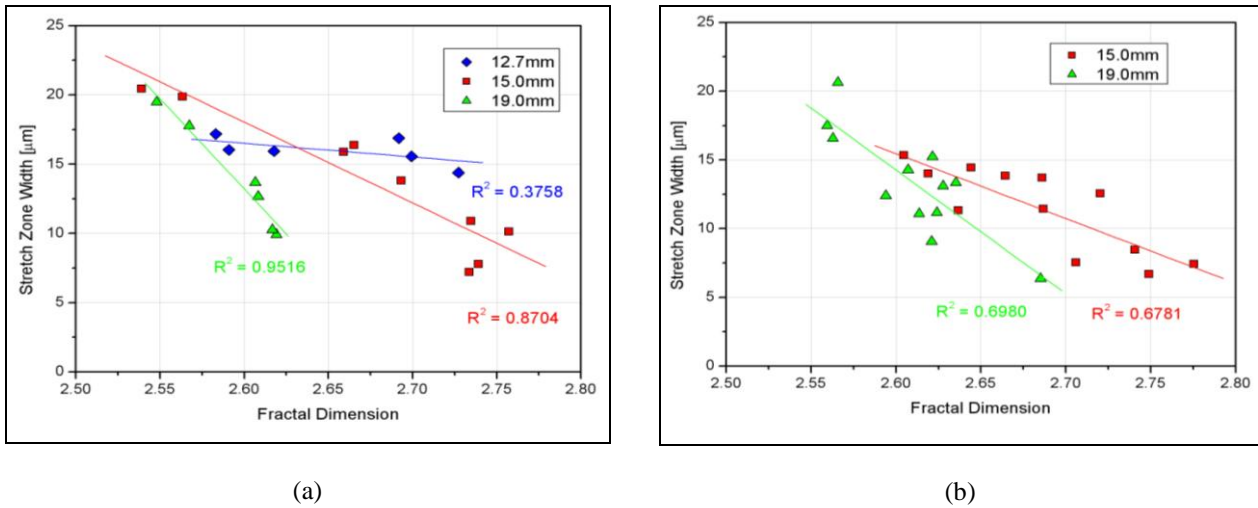 25
20
15
10
5
0
Stretch Zone Width [μm]
12.7mm
15.0mm
19.0mm
R² = 0.3758
R² = 0.9516
R² = 0.8704
2.50 2.55 2.60 2.65 2.70 2.75 2.80
Fractal Dimension
(a)
25
20
15
10
5
0
Stretch Zone Width [μm]
15.0mm
19.0mm
R² = 0.6980
R² = 0.6781
2.50 2.55 2.60 2.65 2.70 2.75 2.80
Fractal Dimension
(b)